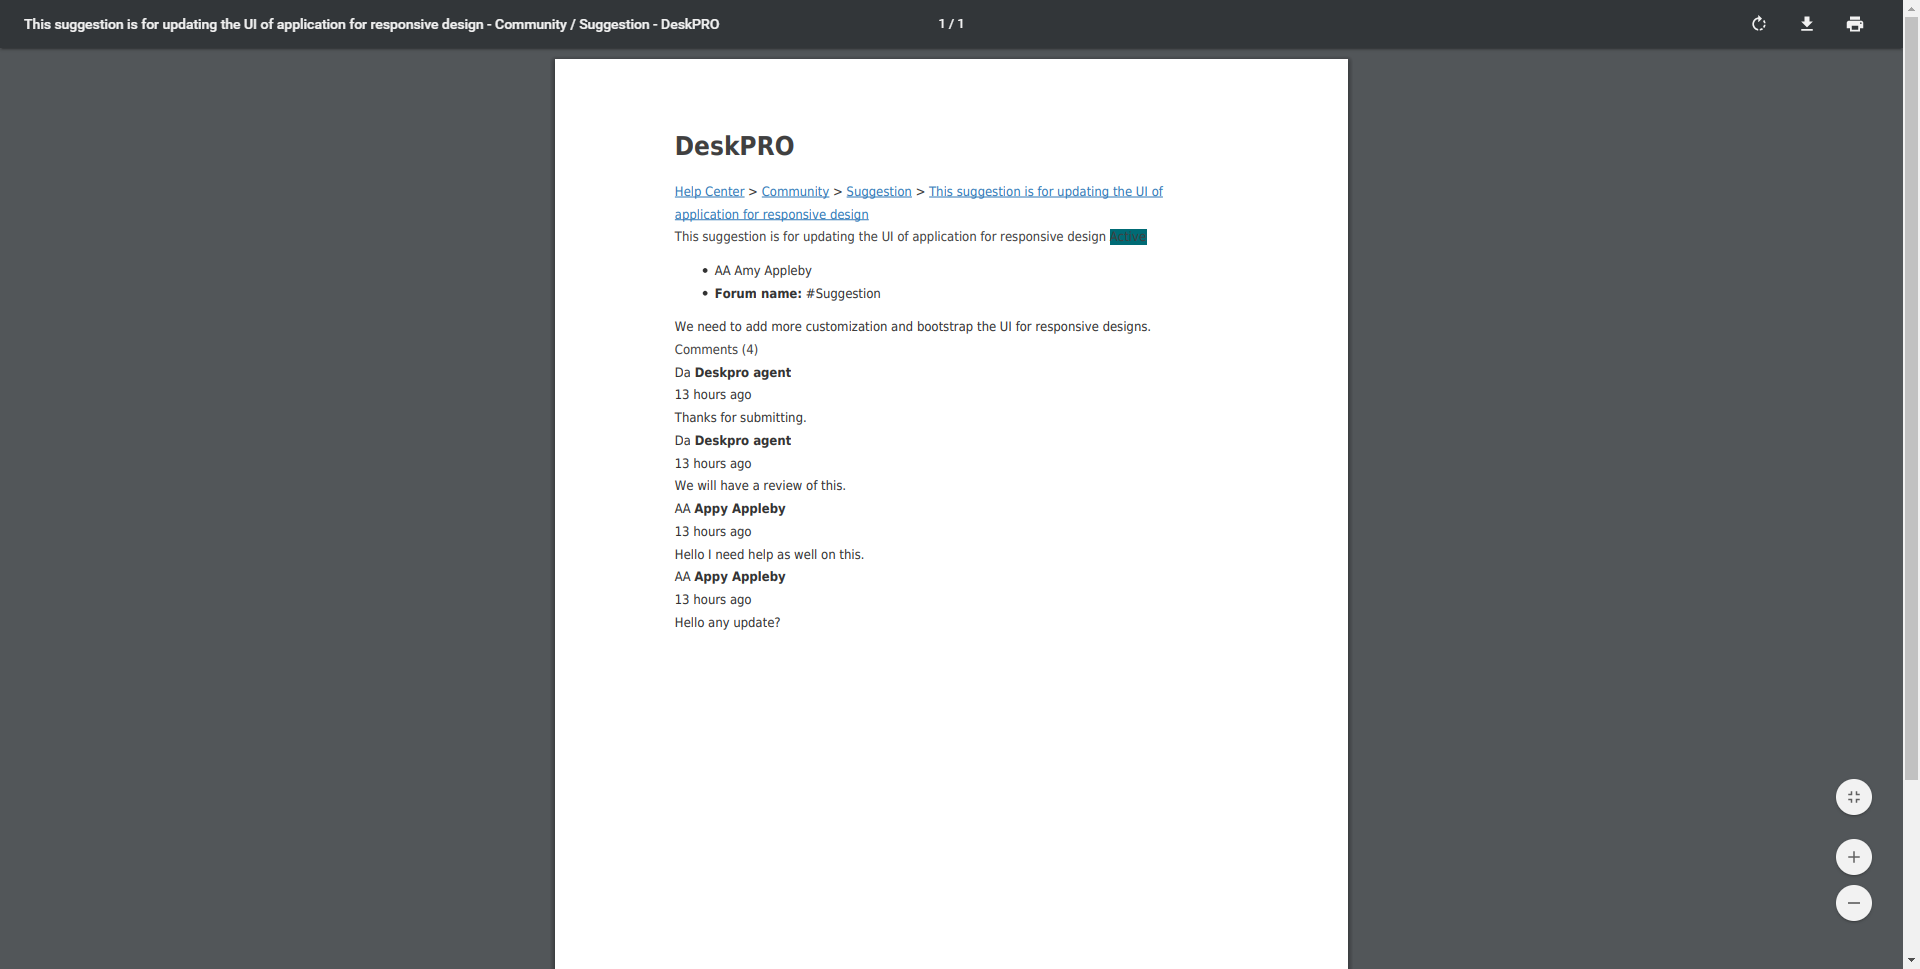 This suggestion is for updating the UI of application for responsive design - Community / Suggestion - DeskPRO
1 / 1
DeskPRO
Help Center > Community > Suggestion > This suggestion is for updating the UI of
application for responsive design
This suggestion is for updating the UI of application for responsive design Active
• AA Amy Appleby
• Forum name: #Suggestion
We need to add more customization and bootstrap the UI for responsive designs.
Comments (4)
Da Deskpro agent
13 hours ago
Thanks for submitting.
Da Deskpro agent
13 hours ago
We will have a review of this.
AA Appy Appleby
13 hours ago
Hello I need help as well on this.
AA Appy Appleby
13 hours ago
Hello any update?